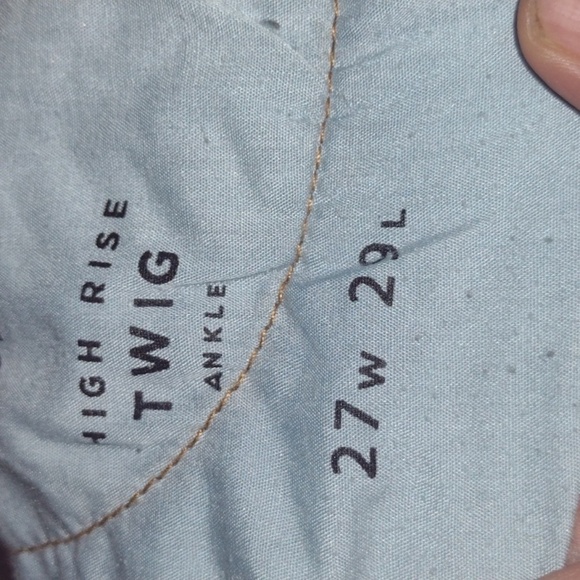 HIGH RISE
TWIG
ANKLE
27W 29L